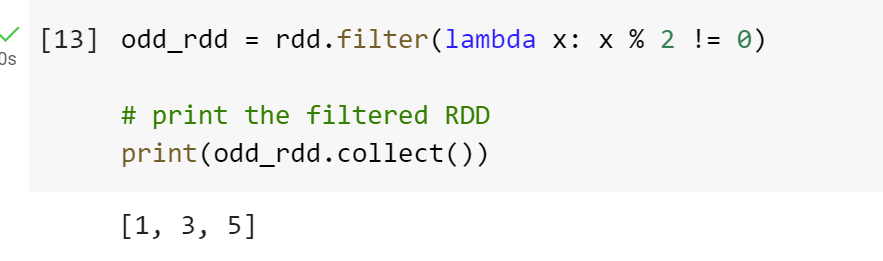 [13] odd_rdd = rdd.filter(lambda x: x % 2 != 0)
0s
# print the filtered RDD
print(odd_rdd.collect())
[1, 3, 5]